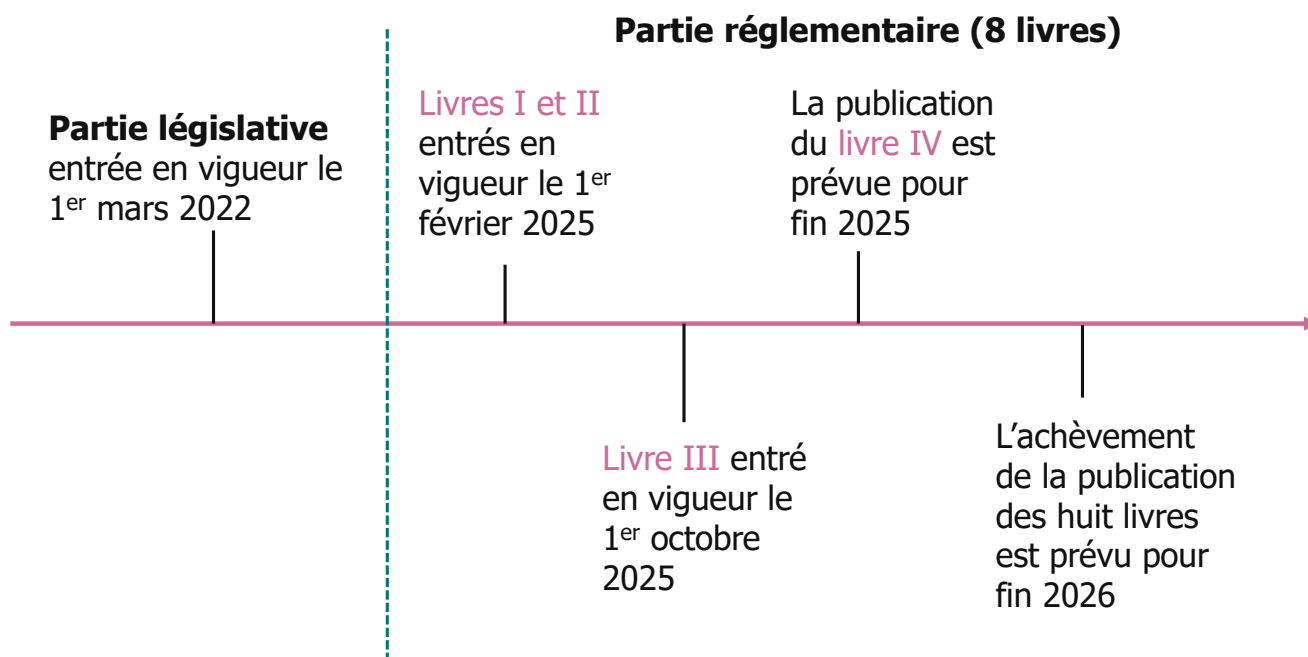 Partie réglementaire (8 livres)
Partie législative
entrée en vigueur le
1er mars 2022
Livres I et II
entrés en
vigueur le 1er
février 2025
La publication
du livre IV est
prévue pour
fin 2025
Livre III entré
en vigueur le
1er octobre
2025
L’achèvement
de la publication
des huit livres
est prévu pour
fin 2026